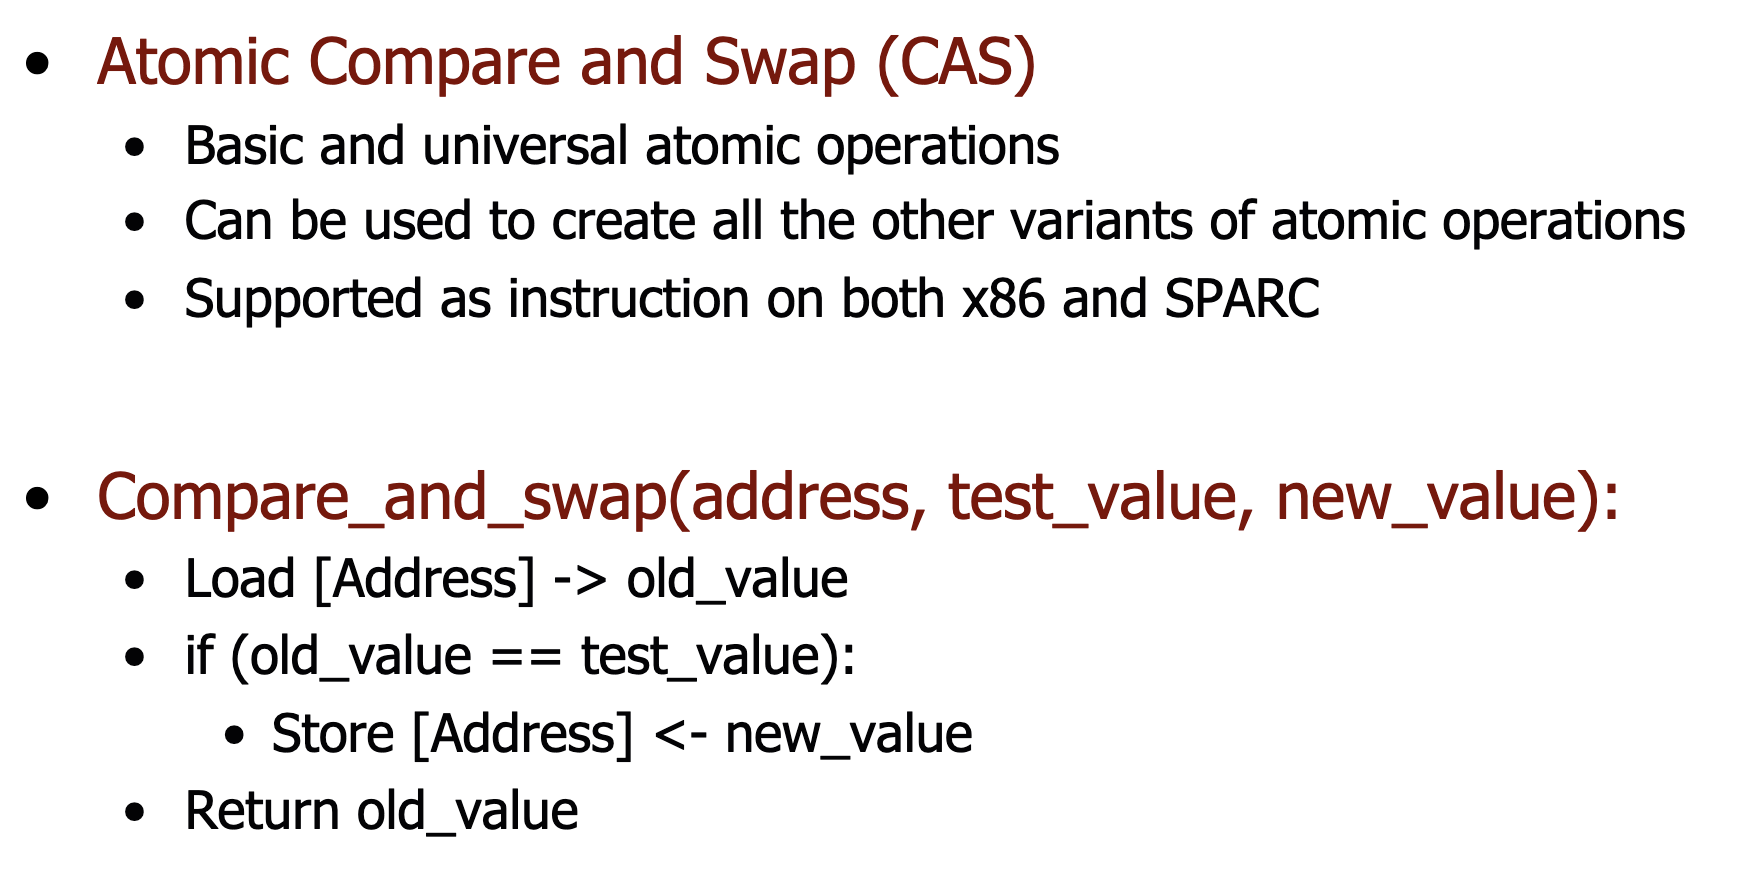 • Atomic Compare and Swap (CAS)
• Basic and universal atomic operations
• Can be used to create all the other variants of atomic operations
• Supported as instruction on both x86 and SPARC
• Compare_and_swap(address, test_value, new_value):
• Load [Address] -> old_value
• if (old_value == test_value):
• Store [Address] <- new_value
• Return old_value